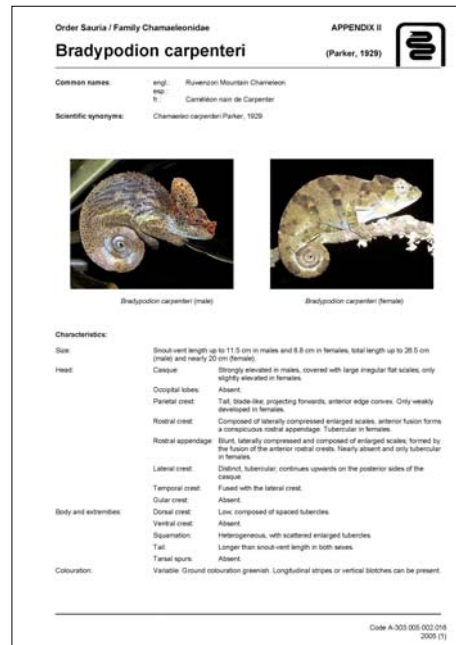 Order Sauria / Family Chamaeleonidae
APPENDIX II
Bradypodion carpenteri
(Parker, 1929)
Common names:
engl.: Ruwenzori Mountain Chameleon
esp.:
fr.: Caméléon nain de Carpenter
Scientific synonyms:
Chamaeleo carpenteri Parker, 1929
Bradypodion carpenteri (male)
Bradypodion carpenteri (female)
Characteristics:
Size: Snout-vent length up to 11.5 cm in males and 8.8 cm in females, total length up to 26.5 cm
(male) and nearly 20 cm (female).
Head: Casque: Strongly elevated in males, covered with large irregular flat scales, only
slightly elevated in females.
Occipital lobes: Absent.
Parietal crest: Tall, blade-like, projecting forwards, anterior edge convex. Only weakly
developed in females.
Rostral crest: Composed of laterally compressed enlarged scales, anterior fusion forms
a conspicuous rostral appendage. Tubercular in females.
Rostral appendage: Blunt, laterally compressed and composed of enlarged scales; formed by
the fusion of the anterior rostral crests. Nearly absent and only tubercular
in females.
Lateral crest: Distinct, tubercular; continues upwards on the posterior sides of the
casque.
Temporal crest: Fused with the lateral crest.
Gular crest: Absent.
Body and extremities: Dorsal crest: Low, composed of spaced tubercles.
Ventral crest: Absent.
Squamation: Heterogeneous, with scattered enlarged tubercles.
Tail: Longer than snout-vent length in both sexes.
Tarsal spurs: Absent.
Colouration: Variable. Ground colouration greenish. Longitudinal stripes or vertical blotches can be present.
Code A-303.005.002.016
2005 (1)